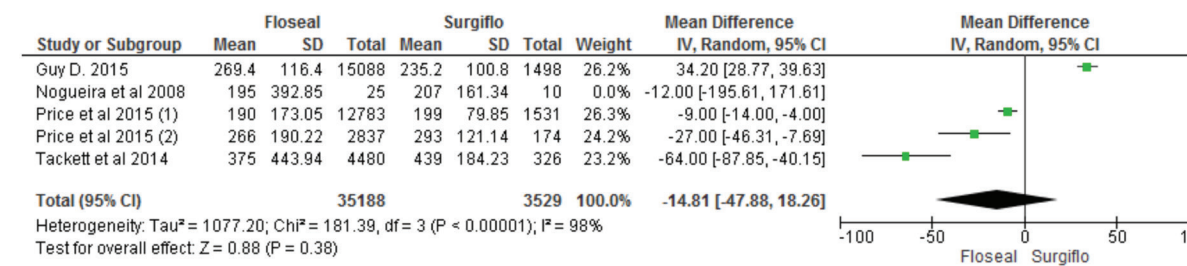 Floseal Surgiflo Mean Difference Mean Difference
Study or Subgroup Mean SD Total Mean SD Total Weight IV, Random, 95% CI IV, Random, 95% CI
Guy D. 2015 269.4 116.4 15088 235.2 100.8 1498 26.2% 34.20 [28.77, 39.63]
Nogueira et al 2008 195 392.85 25 207 161.34 10 0.0% -12.00 [-195.61, 171.61]
Price et al 2015 (1) 190 173.05 12783 199 79.85 1531 26.3% -9.00 [-14.00, -4.00]
Price et al 2015 (2) 266 190.22 2837 293 121.14 174 24.2% -27.00 [-46.31, -7.69]
Tackett et al 2014 375 443.94 4480 439 184.23 326 23.2% -64.00 [-87.85, -40.15]
Total (95% CI) 35188 3529 100.0% -14.81 [-47.88, 18.26]
Heterogeneity: Tau² = 1077.20; Chi² = 181.39, df = 3 (P < 0.00001); I² = 98%
Test for overall effect: Z = 0.88 (P = 0.38)
-100 -50 0 50
Floseal Surgiflo